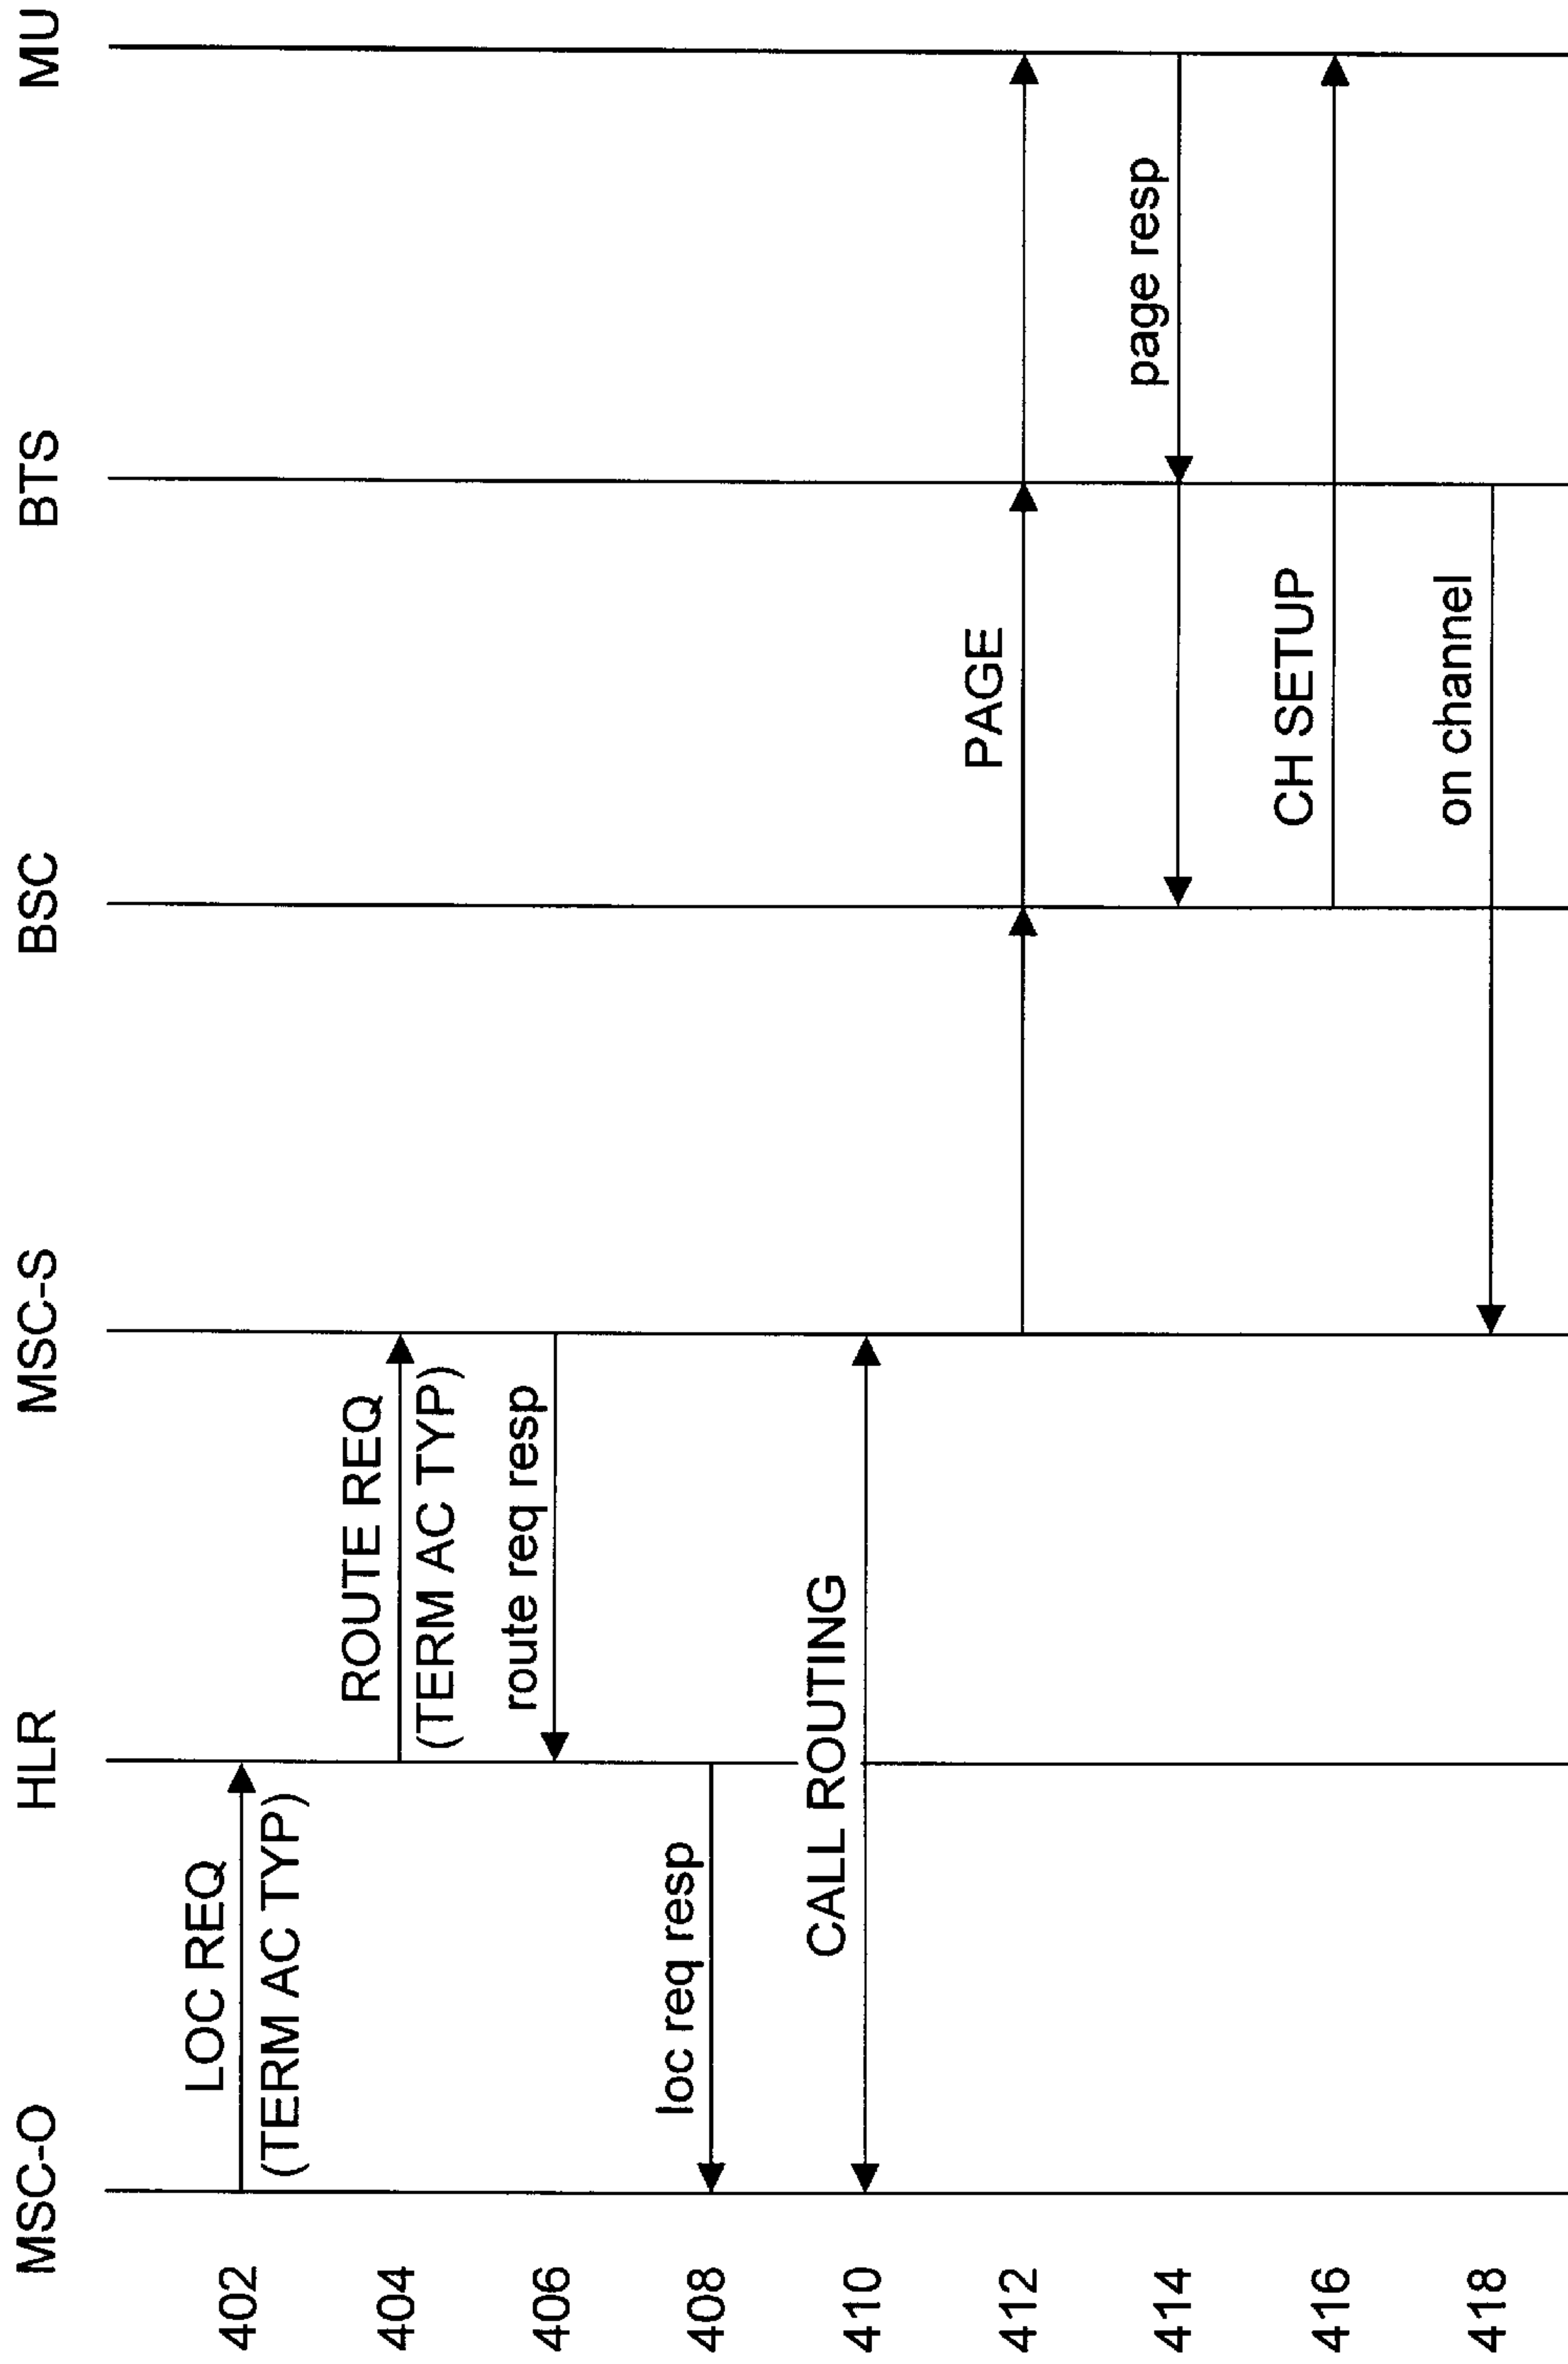 MSC-O
HLR
MSC-S
BSC
BTS
MU
402
LOC REQ
(TERM AC TYP)
404
ROUTE REQ
(TERM AC TYP)
406
route req resp
408
loc req resp
410
CALL ROUTING
412
PAGE
414
page resp
416
CH SETUP
418
on channel